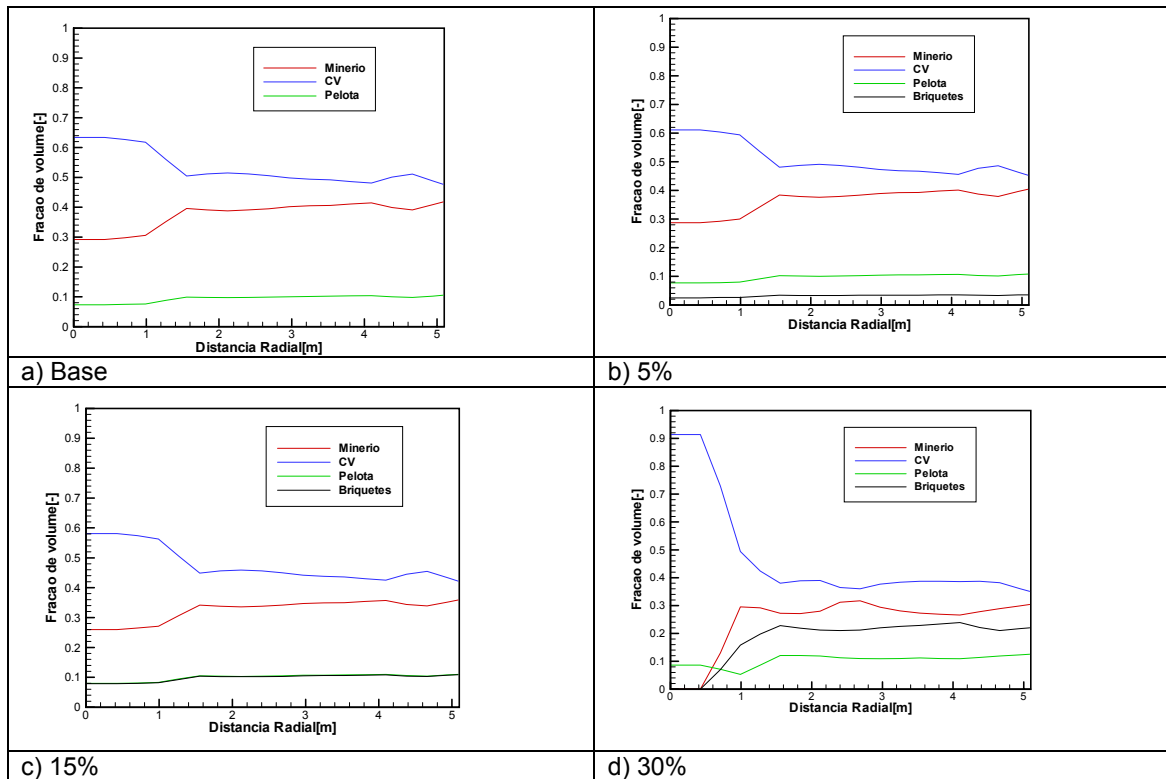 Fracao de volume[-]
1
0.9
0.8
0.7
0.6
0.5
0.4
0.3
0.2
0.1
0
Minerio
CV
Pelota
0 1 2 3 4 5
Distancia Radial[m]
a) Base
Fracao de volume[-]
1
0.9
0.8
0.7
0.6
0.5
0.4
0.3
0.2
0.1
0
Minerio
CV
Pelota
Briquetes
0 1 2 3 4 5
Distancia Radial[m]
b) 5%
Fracao de volume[-]
1
0.9
0.8
0.7
0.6
0.5
0.4
0.3
0.2
0.1
0
Minerio
CV
Pelota
Briquetes
0 1 2 3 4 5
Distancia Radial[m]
c) 15%
Fracao de volume[-]
1
0.9
0.8
0.7
0.6
0.5
0.4
0.3
0.2
0.1
0
Minerio
CV
Pelota
Briquetes
0 1 2 3 4 5
Distancia Radial[m]
d) 30%